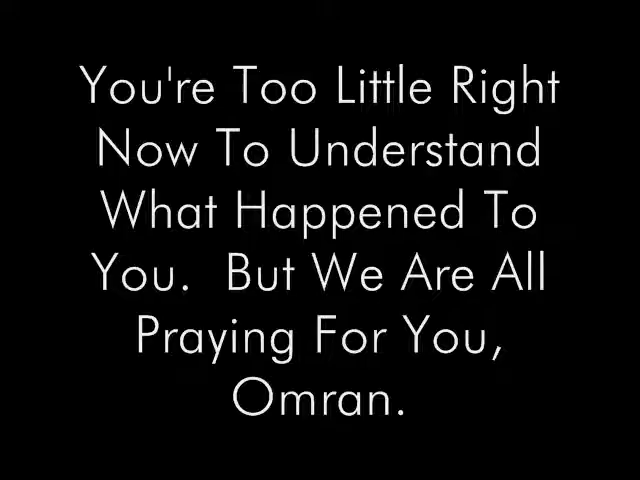 You're Too Little Right
Now To Understand
What Happened To
You.  But We Are All
Praying For You,
Omran.